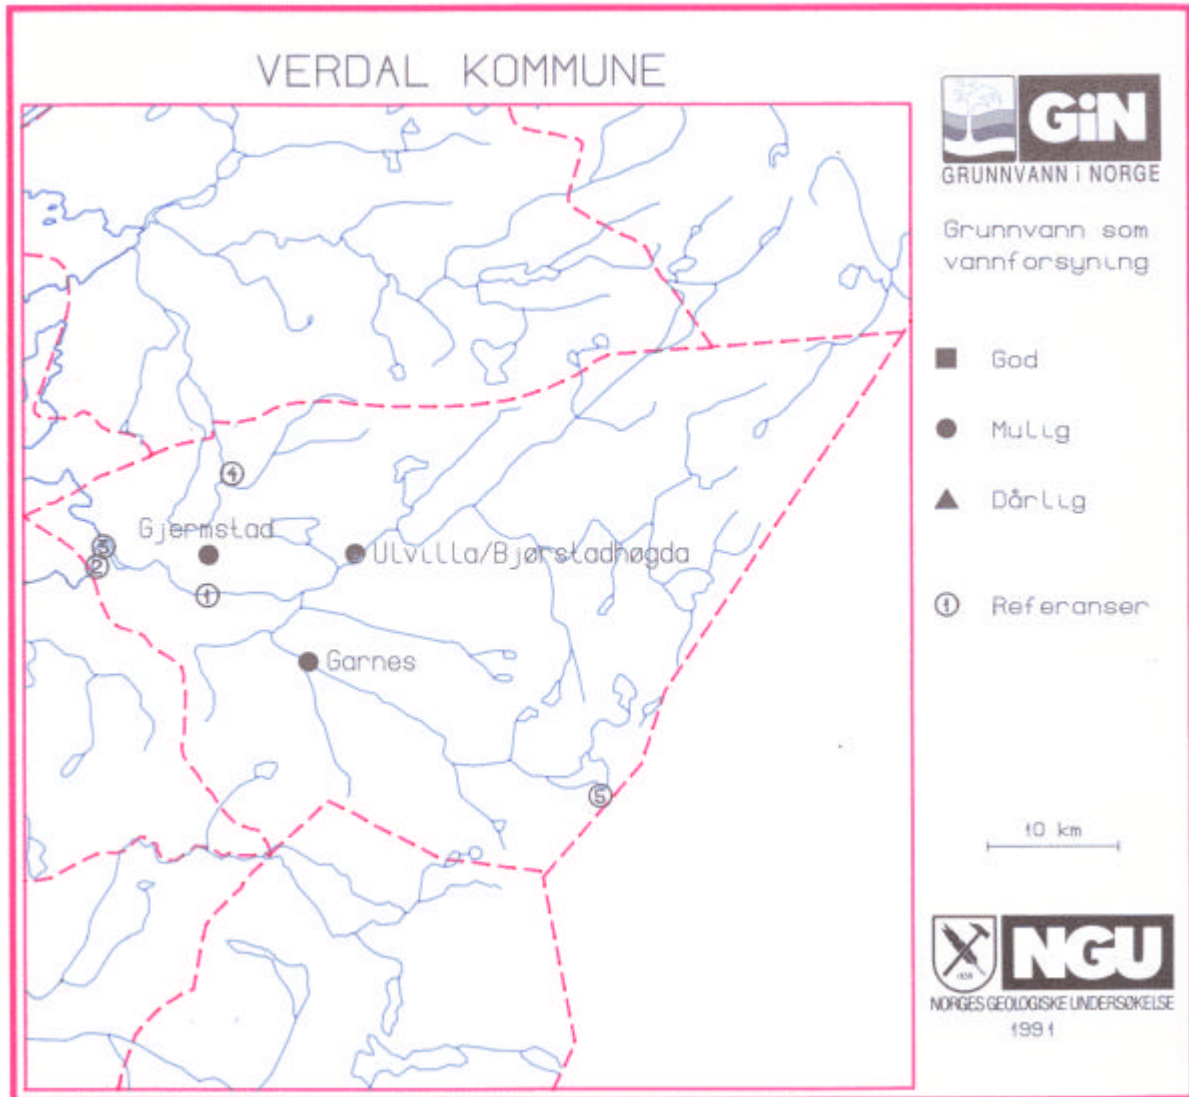 VERDAL KOMMUNE
GiN
GRUNNVANN i NORGE
Grunnvann som
vannforsyning
God
Mulig
Dårlig
1 Referanser
4
Gjermstad
3
2
Ulvilla/Bjørstadhøgda
1
Garnes
5
10 km
NGU
NORGES GEOLOGISKE UNDERSØKELSE
1991